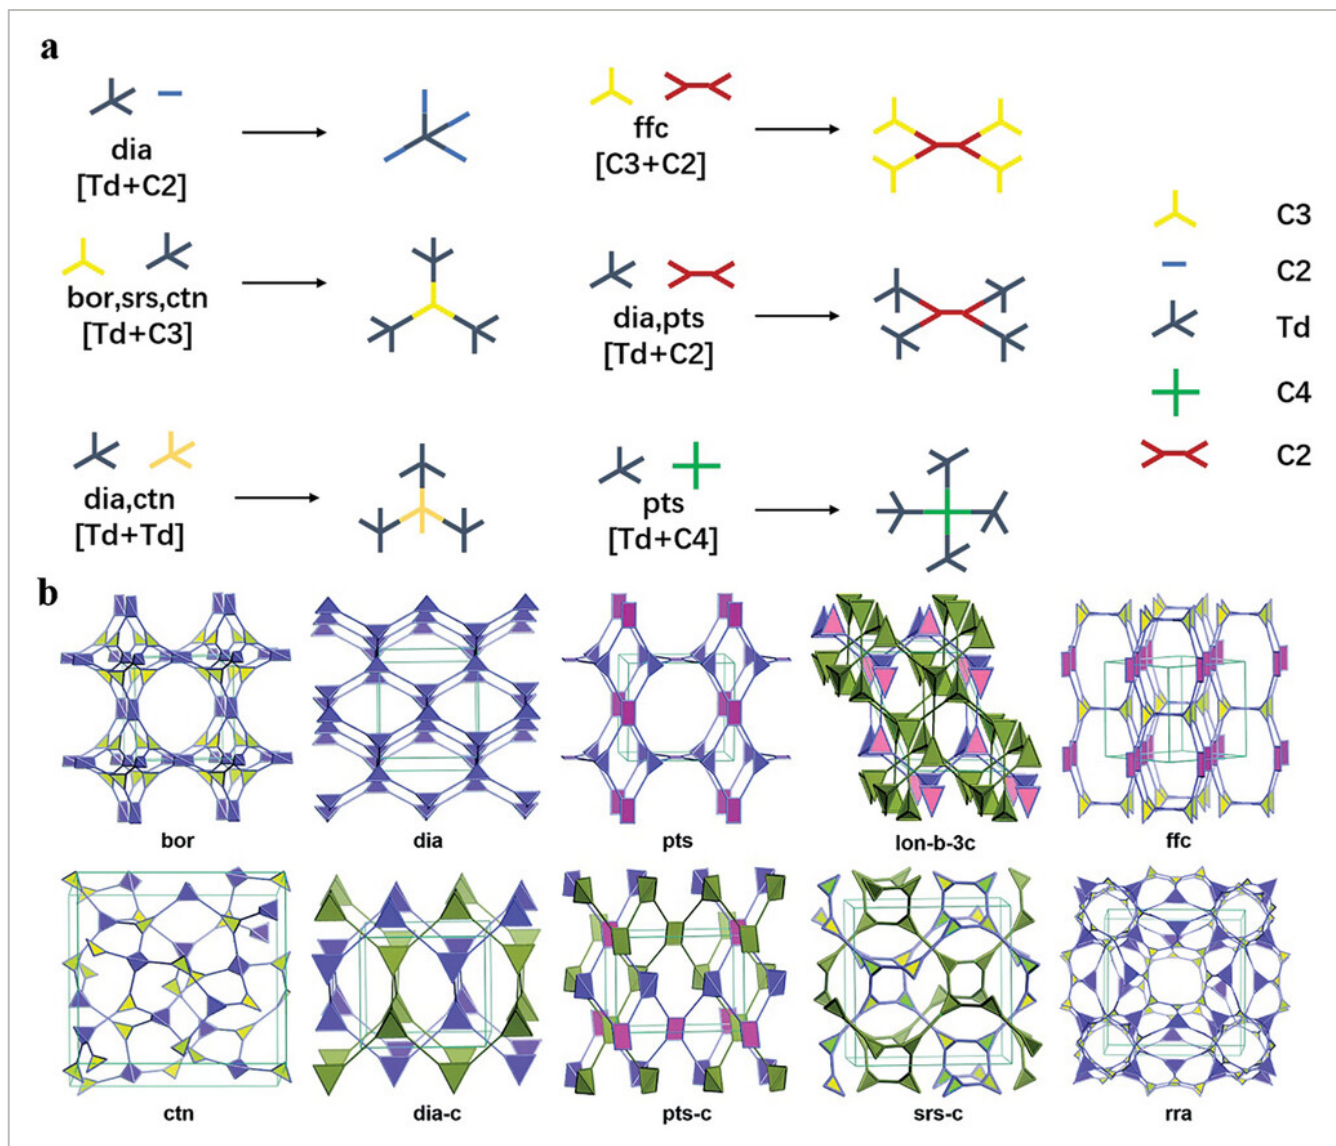 a
dia
[Td+C2]
ffc
[C3+C2]
bor,srs,ctn
[Td+C3]
dia,pts
[Td+C2]
dia,ctn
[Td+Td]
pts
[Td+C4]
C3
C2
Td
C4
C2
b
bor
dia
pts
lon-b-3c
ffc
ctn
dia-c
pts-c
srs-c
rra